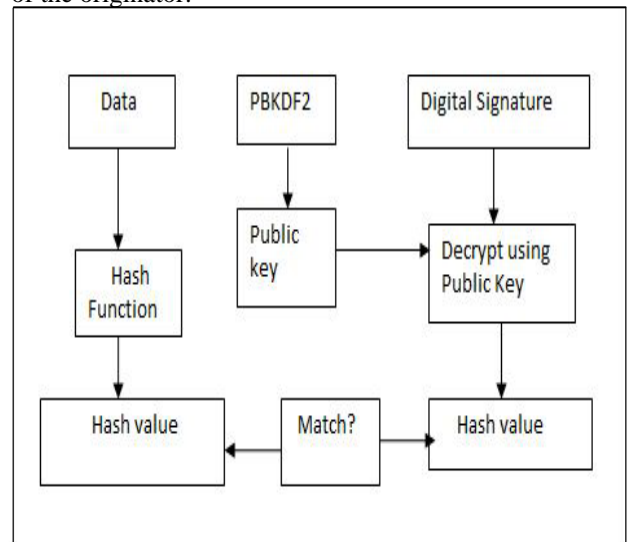 of the originator.
Data
PBKDF2
Digital Signature
Public
key
Decrypt using
Public Key
Hash
Function
Hash value
Match?
Hash value